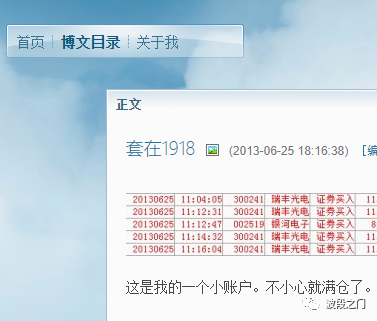 首页 博文目录 关于我
正文
套在1918 (2013-06-25 18:16:38) [编
20130625 11:04:05 300241 瑞丰光电 证券买入 11
20130625 11:12:31 300241 瑞丰光电 证券买入 11
20130625 11:12:47 002519 银河电子 证券买入 8
20130625 11:14:32 300241 瑞丰光电 证券买入 11
20130625 11:16:04 300241 瑞丰光电 证券买入 11
这是我的一个小账户。不小心就满仓了。
波段之门